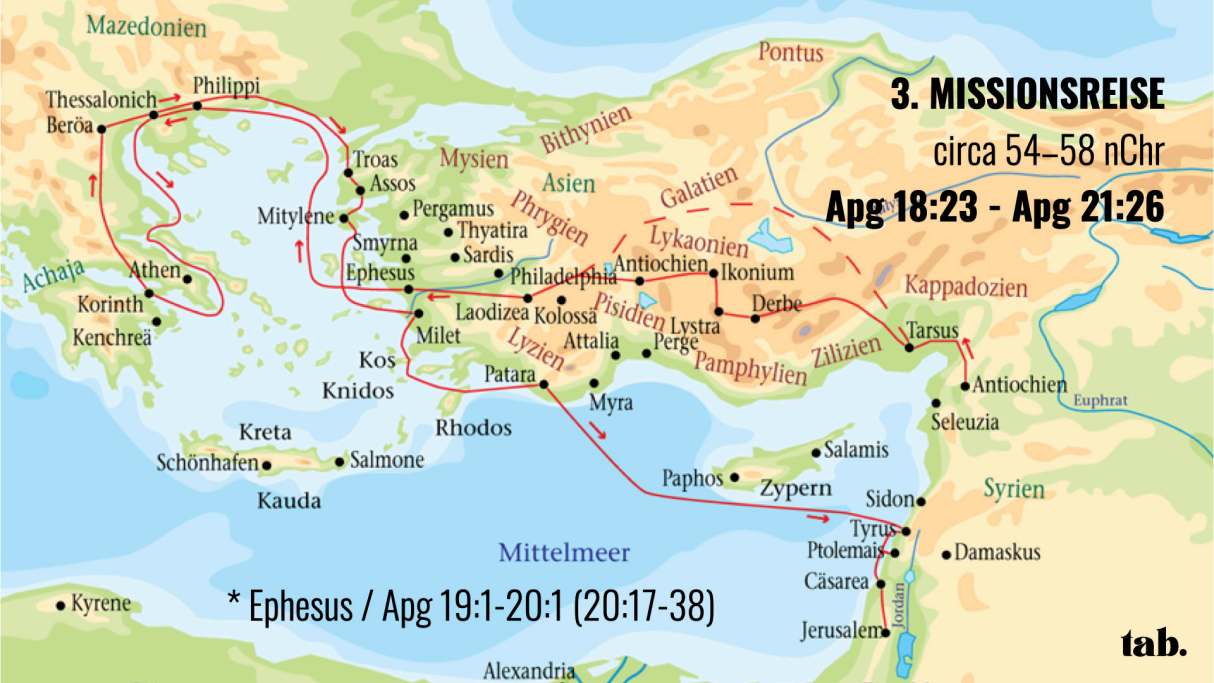 Mazedonien
Pontus
Philippi
Thessalonich
Beröa
3. MISSIONSREISE
circa 54–58 nChr
Apg 18:23 - Apg 21:26
Bithynien
Mysien
Troas
Assos
Asien
Galatien
Mitylene
Pergamus
Phrygien
Thyatira
Smyrna
Sardis
Lykaonien
Achaja
Athen
Ephesus
Philadelphia
Antiochien
Ikonium
Kappadozien
Korinth
Laodizea
Kolossä
Pisidien
Derbe
Lystra
Kenchreä
Milet
Lyzien
Attalia
Perge
Tarsus
Zilizien
Pamphylien
Kos
Knidos
Patara
Myra
Antiochien
Seleuzia
Euphrat
Rhodos
Kreta
Schönhafen
Salmone
Kauda
Salamis
Paphos
Zypern
Sidon
Syrien
Tyrus
Mittelmeer
Ptolemais
Damaskus
Cäsarea
Jordan
Kyrene
* Ephesus / Apg 19:1-20:1 (20:17-38)
Jerusalem
tab.
Alexandria